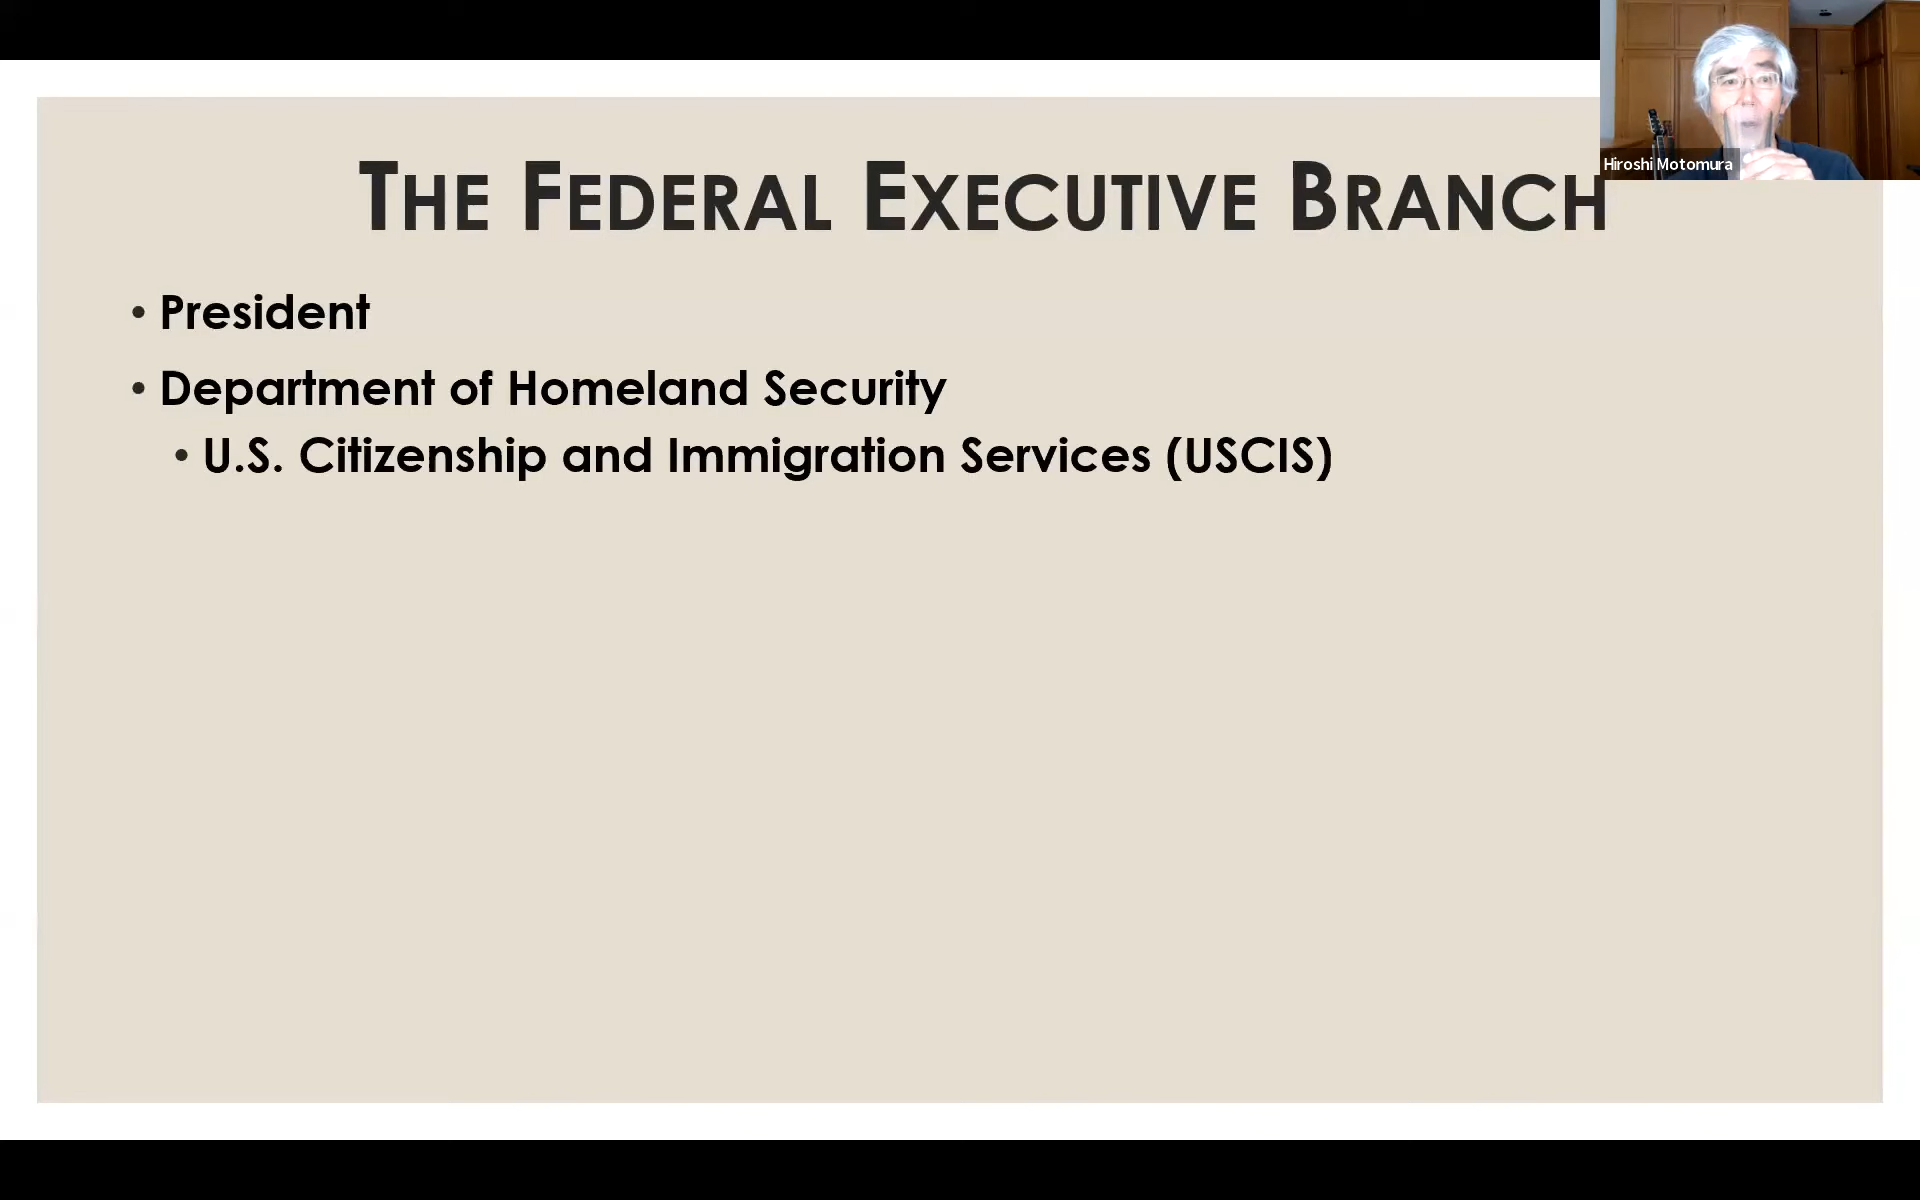 THE FEDERAL EXECUTIVE BRANCH
• President
• Department of Homeland Security
• U.S. Citizenship and Immigration Services (USCIS)
Hiroshi Motomura